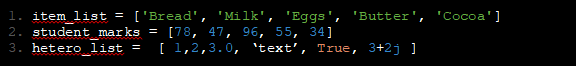 1. item_list = ['Bread', 'Milk', 'Eggs', 'Butter', 'Cocoa']
2. student_marks = [78, 47, 96, 55, 34]
3. hetero_list =  [ 1,2,3.0, ‘text’, True, 3+2j ]